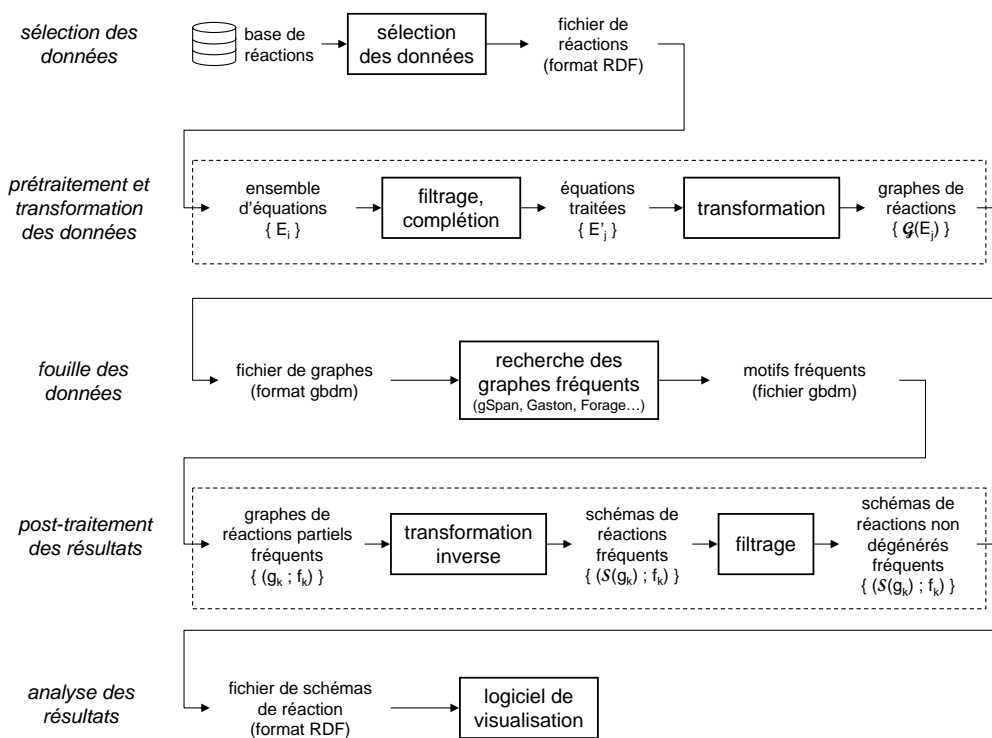 sélection des
données
base de
réactions
sélection
des données
fichier de
réactions
(format RDF)
prétraitement et
transformation
des données
ensemble
d'équations
{ Eᵢ }
filtrage,
complétion
équations
traitées
{ E'ⱼ }
transformation
graphes de
réactions
{ 𝓖(Eⱼ) }
fouille des
données
fichier de graphes
(format gbdm)
recherche des
graphes fréquents
(gSpan, Gaston, Forage…)
motifs fréquents
(fichier gbdm)
post-traitement
des résultats
graphes de
réactions partiels
fréquents
{ (gₖ ; fₖ) }
transformation
inverse
schémas de
réactions
fréquents
{ (𝓢(gₖ) ; fₖ) }
filtrage
schémas de
réactions non
dégénérés
fréquents
{ (𝓢(gₖ) ; fₖ) }
analyse des
résultats
fichier de schémas
de réaction
(format RDF)
logiciel de
visualisation